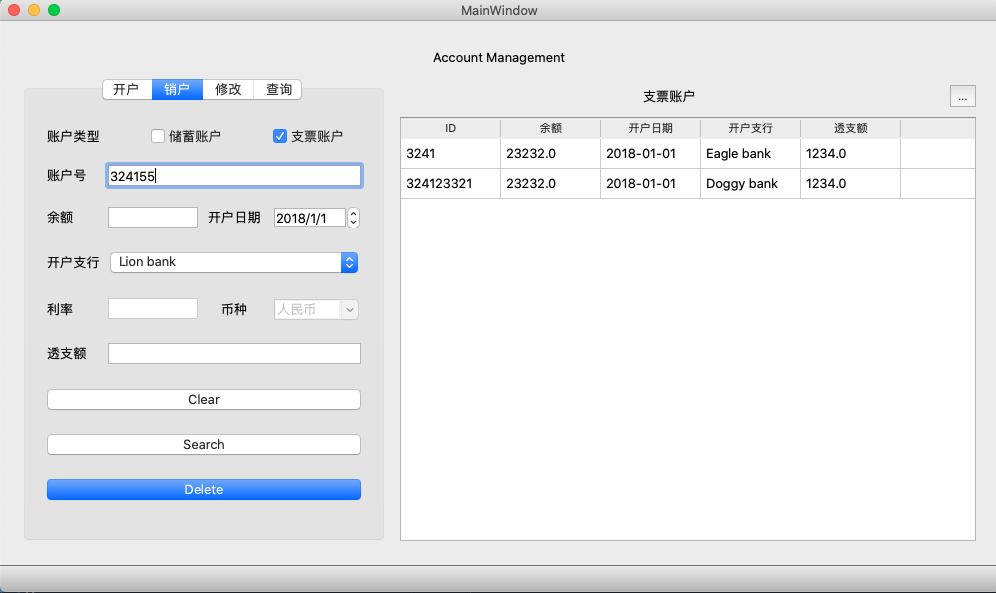 MainWindow
Account Management
开户 销户 修改 查询
账户类型 储蓄账户 支票账户
账户号 324155
余额 开户日期 2018/1/1
开户支行 Lion bank
利率 币种 人民币
透支额
Clear
Search
Delete
支票账户 ...
ID 余额 开户日期 开户支行 透支额
3241 23232.0 2018-01-01 Eagle bank 1234.0
324123321 23232.0 2018-01-01 Doggy bank 1234.0